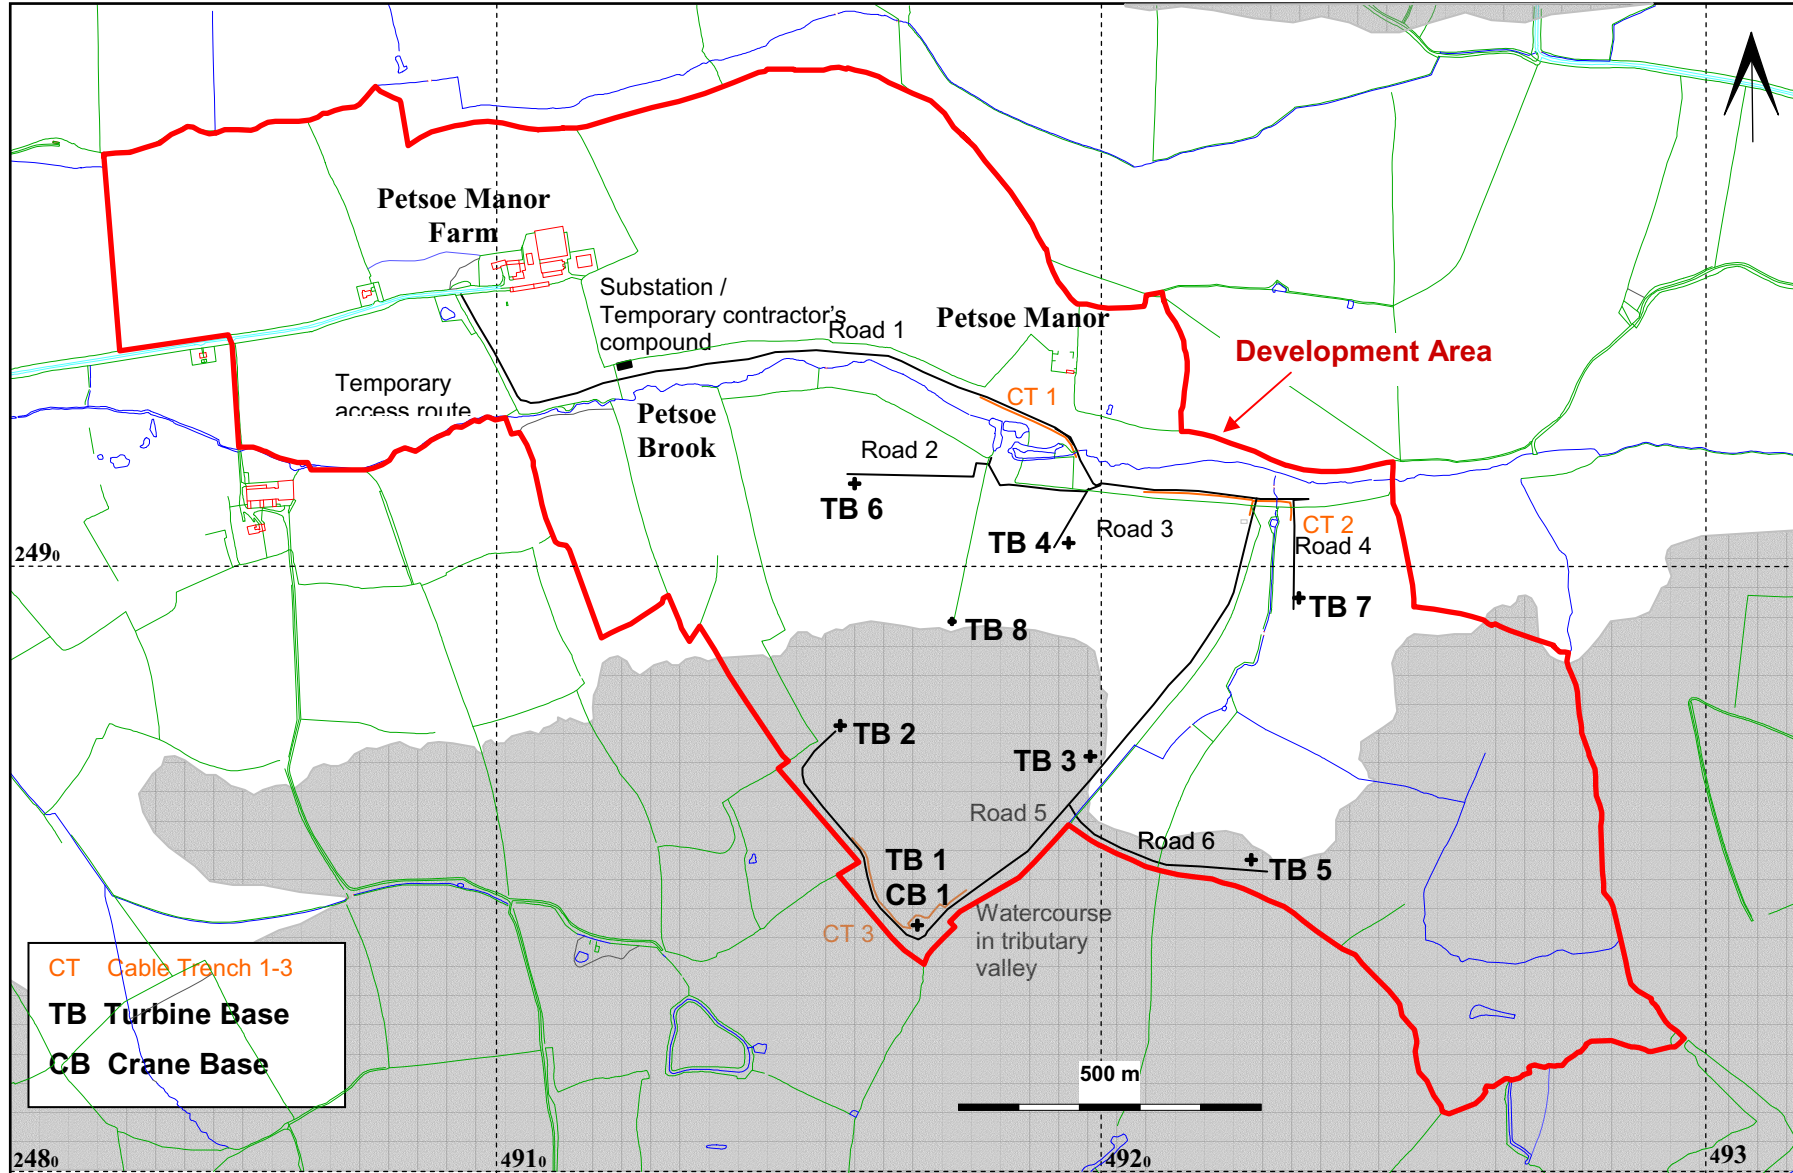 Petsoe Manor
Farm
Substation /
Temporary contractor's
compound
Road 1
Petsoe Manor
Development Area
Temporary
access route
Petsoe
Brook
CT 1
Road 2
TB 6
TB 4
Road 3
CT 2
Road 4
2490
TB 7
TB 8
TB 2
TB 3
Road 5
Road 6
TB 5
TB 1
CB 1
CT 3
Watercourse
in tributary
valley
CT Cable Trench 1-3
TB Turbine Base
CB Crane Base
500 m
2480
4910
4920
493